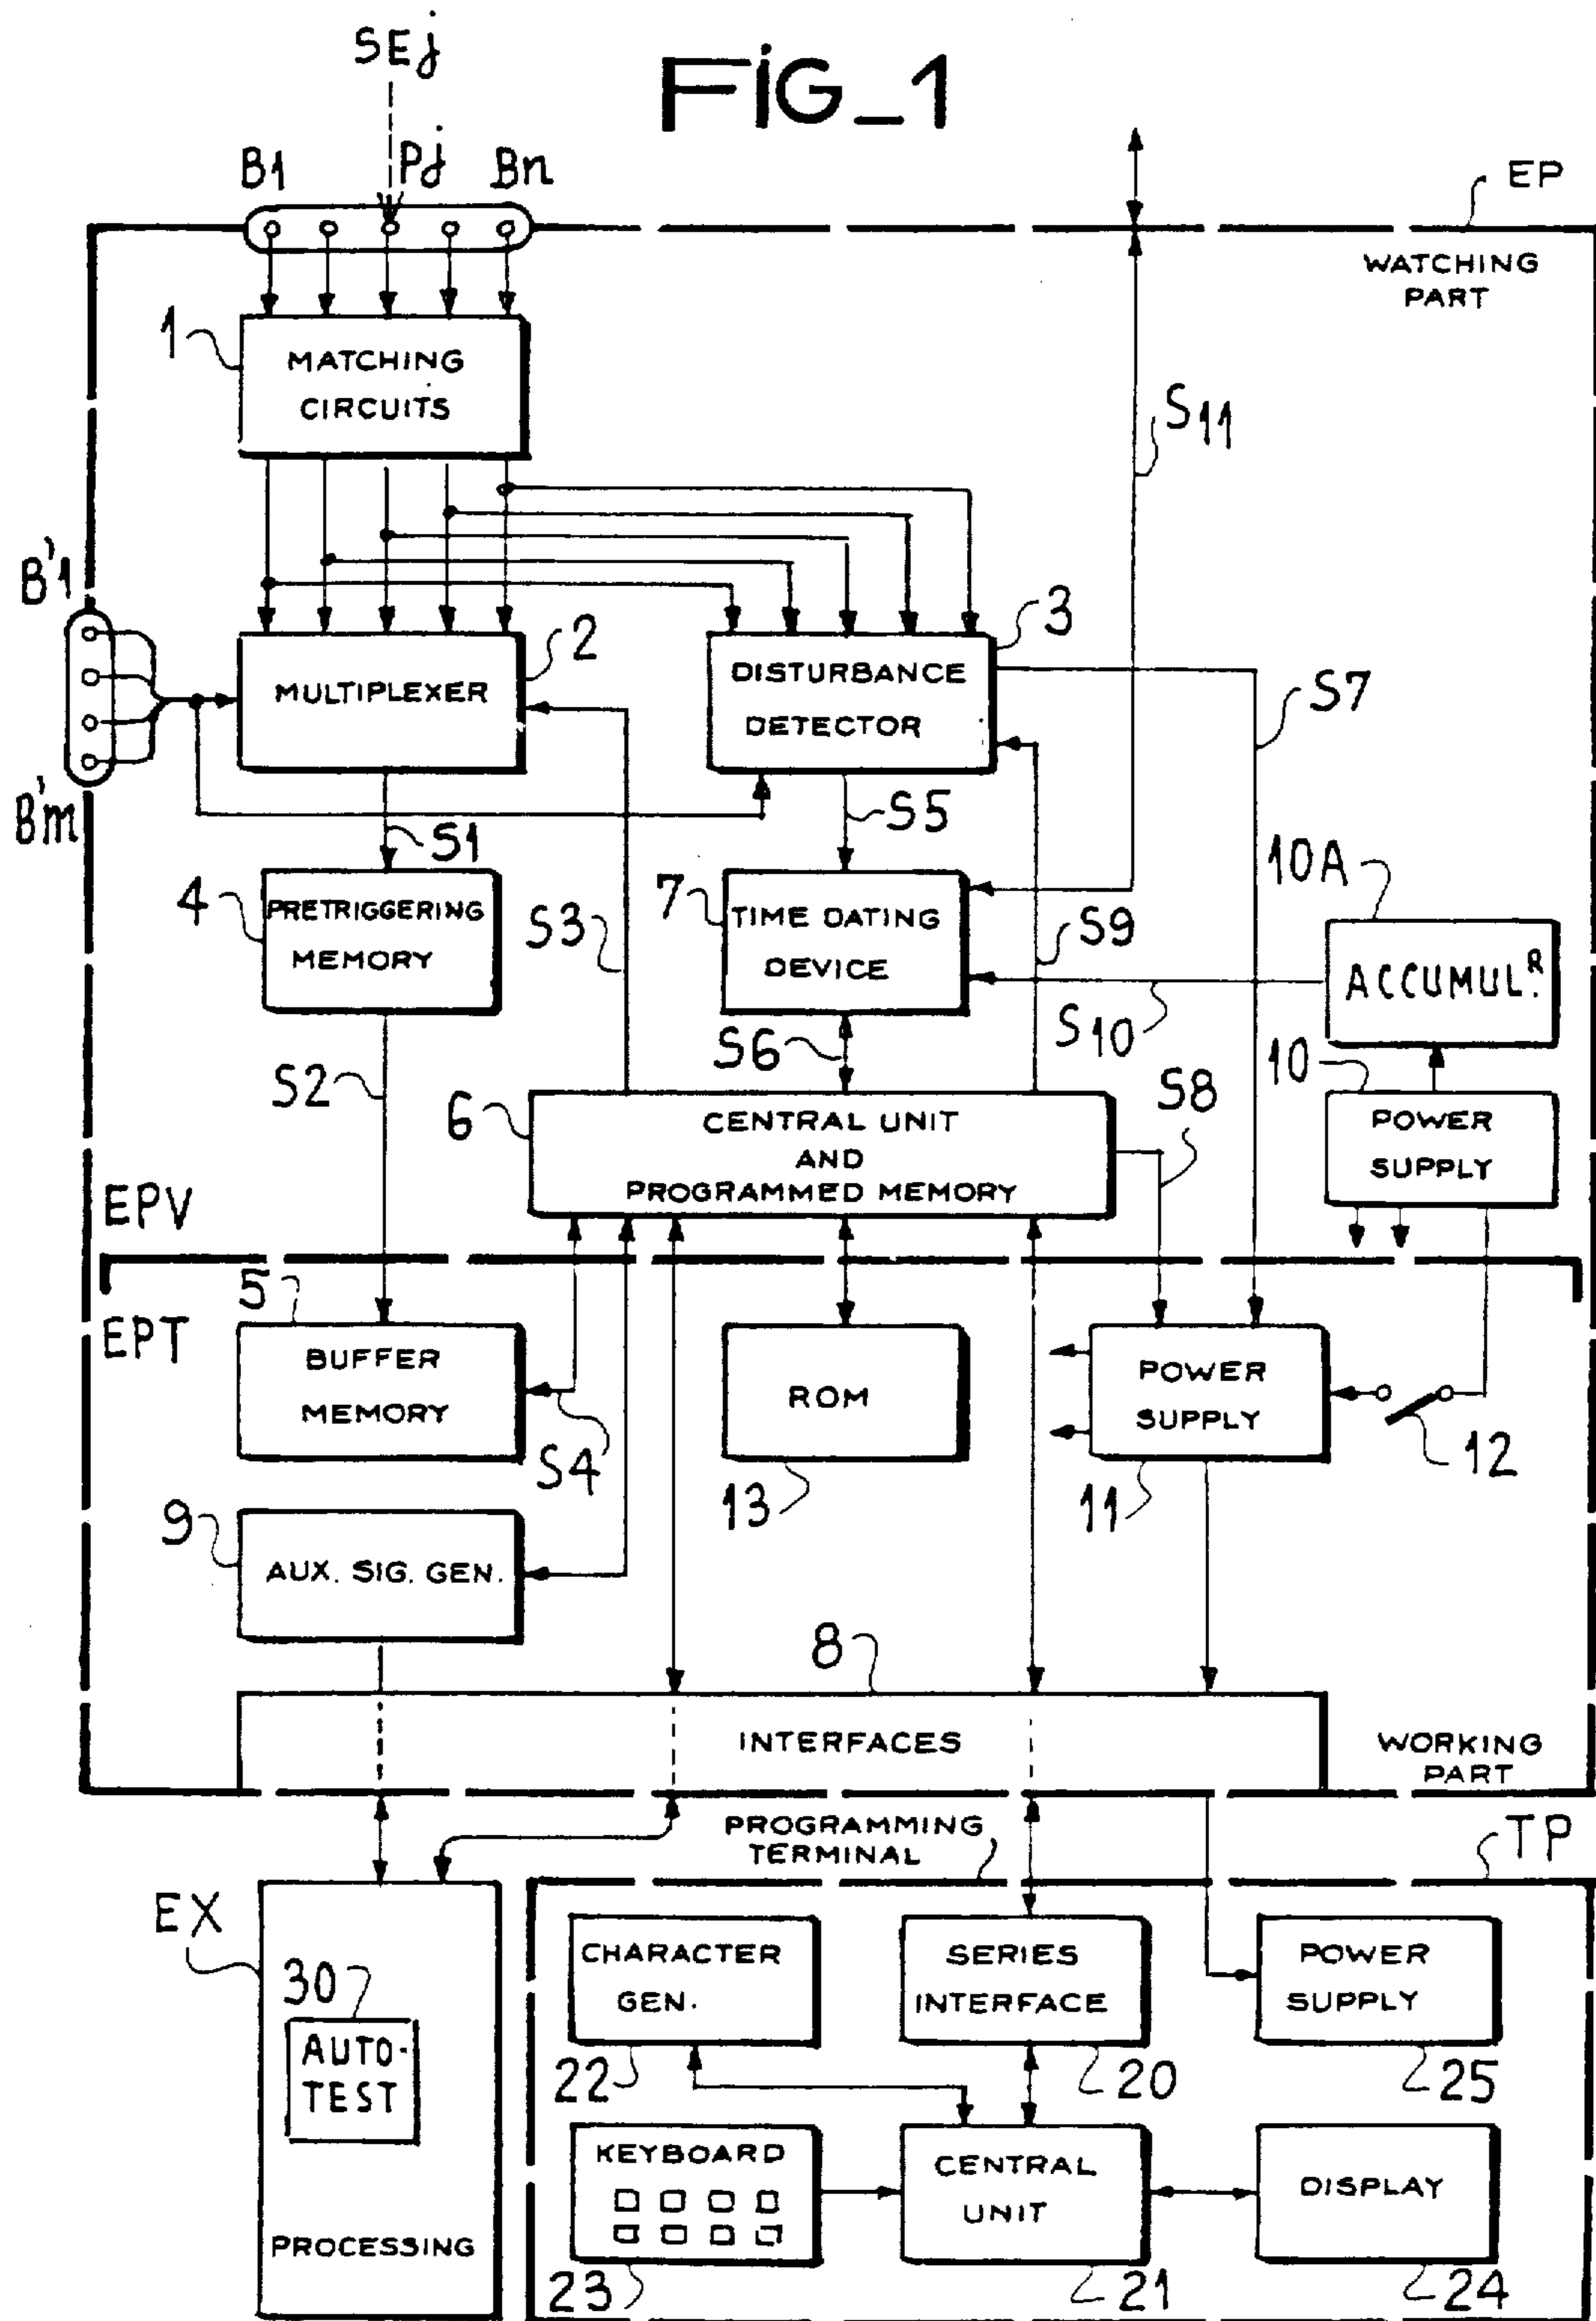 SEj
FiG_1
B1
Pj
Bn
EP
WATCHING
PART
1
MATCHING
CIRCUITS
S11
B'1
2
3
MULTIPLEXER
DISTURBANCE
DETECTOR
S7
B'm
S1
S5
10A
4
PRETRIGGERING
MEMORY
S3
7
TIME DATING
DEVICE
S9
ACCUMUL.R
S10
S2
S6
10
6
CENTRAL UNIT
AND
PROGRAMMED MEMORY
S8
POWER
SUPPLY
EPV
5
EPT
BUFFER
MEMORY
ROM
POWER
SUPPLY
S4
13
11
12
9
AUX. SIG. GEN.
8
INTERFACES
WORKING
PART
PROGRAMMING
TERMINAL
TP
EX
CHARACTER
GEN.
SERIES
INTERFACE
POWER
SUPPLY
30
AUTO-
TEST
22
20
25
KEYBOARD
CENTRAL
UNIT
DISPLAY
PROCESSING
23
21
24